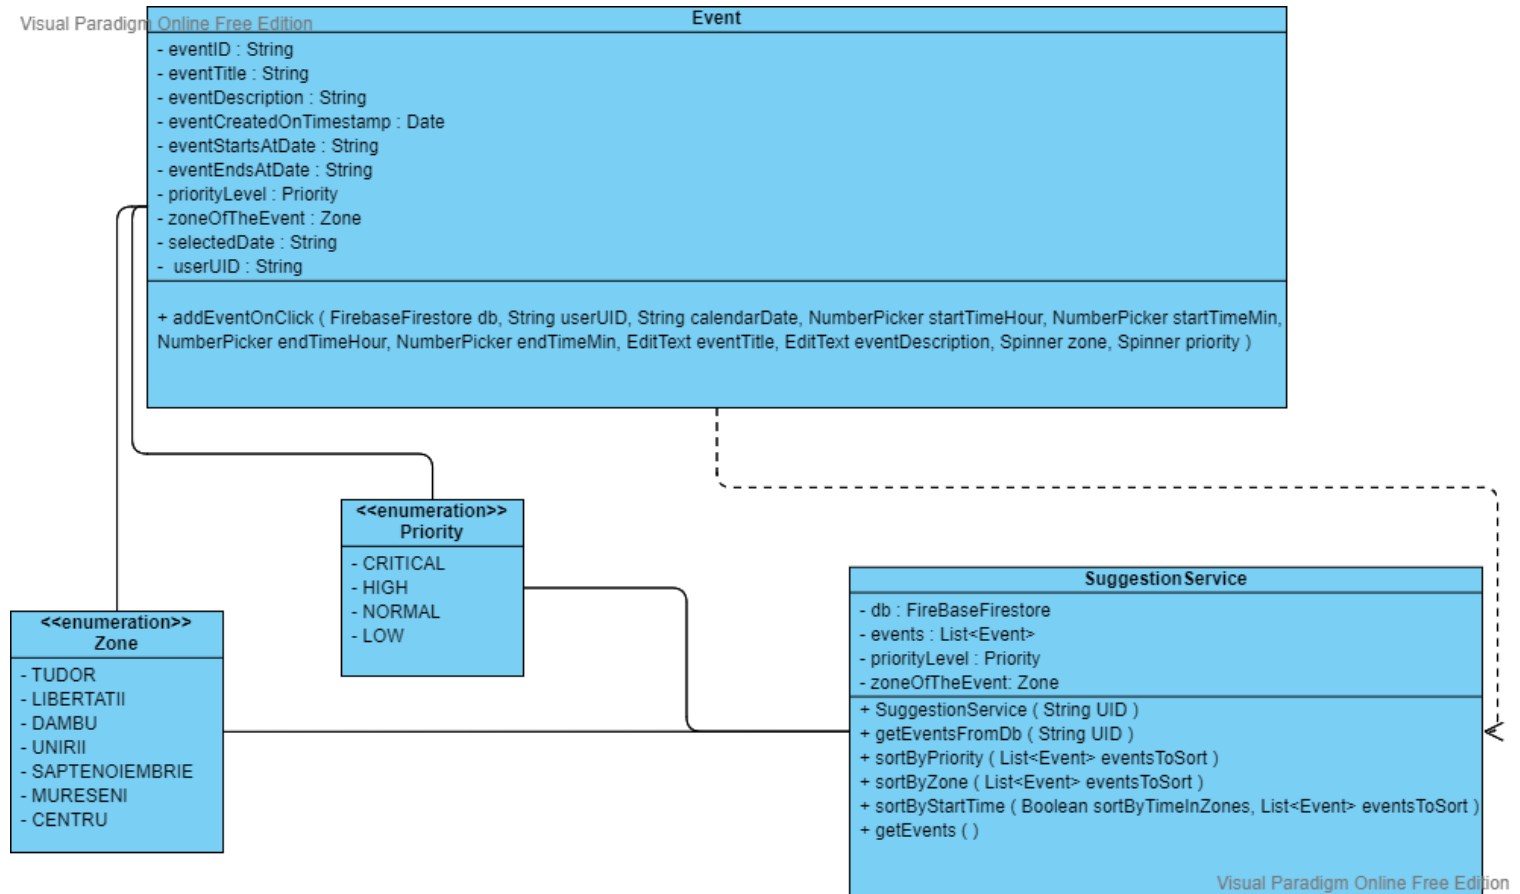 Visual Paradigm Online Free Edition
Event
- eventID : String
- eventTitle : String
- eventDescription : String
- eventCreatedOnTimestamp : Date
- eventStartsAtDate : String
- eventEndsAtDate : String
- priorityLevel : Priority
- zoneOfTheEvent : Zone
- selectedDate : String
- userUID : String
+ addEventOnClick ( FirebaseFirestore db, String userUID, String calendarDate, NumberPicker startTimeHour, NumberPicker startTimeMin,
NumberPicker endTimeHour, NumberPicker endTimeMin, EditText eventTitle, EditText eventDescription, Spinner zone, Spinner priority )
<<enumeration>>
Priority
- CRITICAL
- HIGH
- NORMAL
- LOW
<<enumeration>>
Zone
- TUDOR
- LIBERTATII
- DAMBU
- UNIRII
- SAPTENOIEMBRIE
- MURESENI
- CENTRU
SuggestionService
- db : FireBaseFirestore
- events : List<Event>
- priorityLevel : Priority
- zoneOfTheEvent: Zone
+ SuggestionService ( String UID )
+ getEventsFromDb ( String UID )
+ sortByPriority ( List<Event> eventsToSort )
+ sortByZone ( List<Event> eventsToSort )
+ sortByStartTime ( Boolean sortByTimeInZones, List<Event> eventsToSort )
+ getEvents ( )
Visual Paradigm Online Free Edition